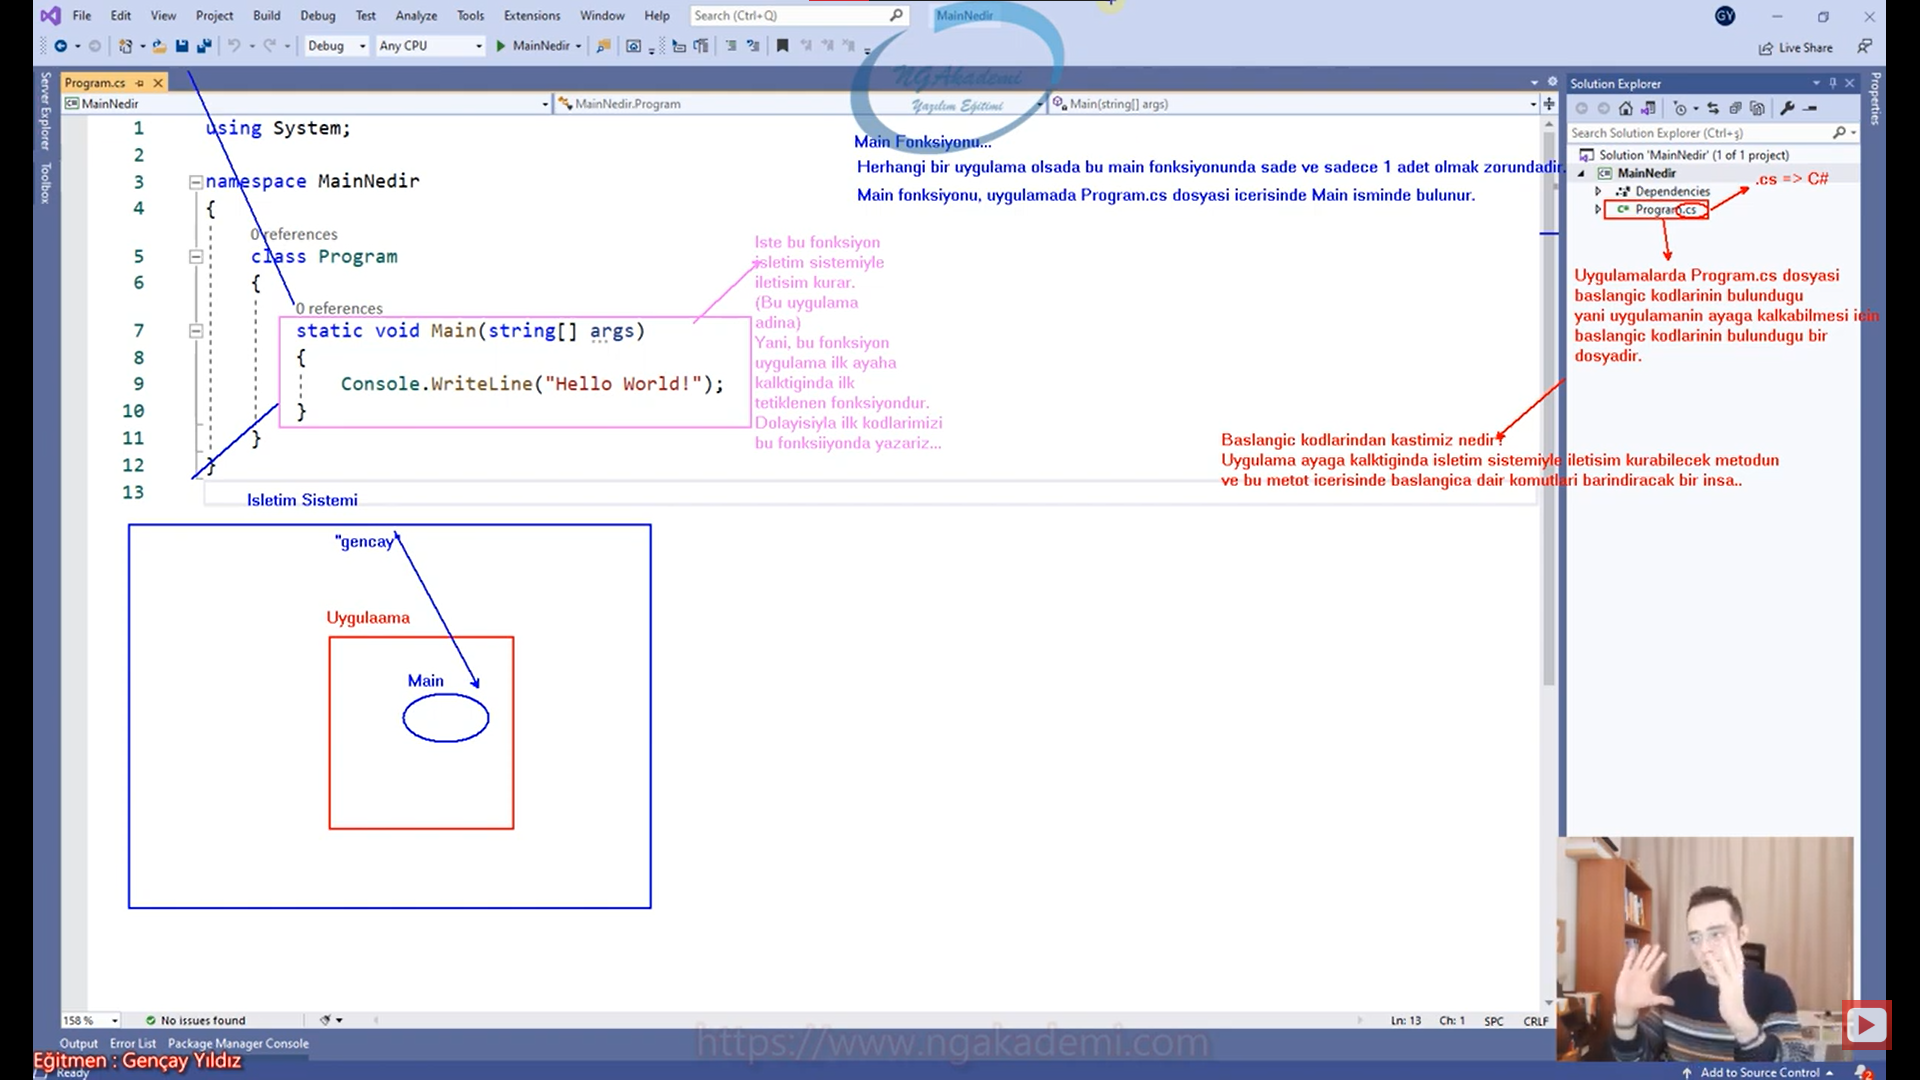 File Edit View Project Build Debug Test Analyze Tools Extensions Window Help Search (Ctrl+Q) MainNedir GY
Debug Any CPU MainNedir Live Share
Program.cs
MainNedir MainNedir.Program Main(string[] args)
Server Explorer
Toolbox
NGAkademi
Yazılım Eğitimi
1 using System;
2
3 namespace MainNedir
4 {
0 references
5 class Program
6 {
0 references
7 static void Main(string[] args)
8 {
9 Console.WriteLine("Hello World!");
10 }
11 }
12 }
13
Main Fonksiyonu...
Herhangi bir uygulama olsada bu main fonksiyonunda sade ve sadece 1 adet olmak zorundadir.
Main fonksiyonu, uygulamada Program.cs dosyasi icerisinde Main isminde bulunur.
Iste bu fonksiyon
isletim sistemiyle
iletisim kurar.
(Bu uygulama
adina)
Yani, bu fonksiyon
uygulama ilk ayaha
kalktiginda ilk
tetiklenen fonksiyondur.
Dolayisiyla ilk kodlarimizi
bu fonksiiyonda yazariz...
Solution Explorer
Properties
Search Solution Explorer (Ctrl+ş)
Solution 'MainNedir' (1 of 1 project)
MainNedir
Dependencies
Program.cs
.cs => C#
Uygulamalarda Program.cs dosyasi
baslangic kodlarinin bulundugu
yani uygulamanin ayaga kalkabilmesi icin
baslangic kodlarinin bulundugu bir
dosyadir.
Baslangic kodlarindan kastimiz nedir?
Uygulama ayaga kalktiginda isletim sistemiyle iletisim kurabilecek metodun
ve bu metot icerisinde baslangica dair komutlari barindiracak bir insa..
Isletim Sistemi
"gencay"
Uygulaama
Main
158 % No issues found Ln: 13 Ch: 1 SPC CRLF
Output Error List Package Manager Console
https://www.ngakademi.com
Eğitmen : Gençay Yıldız
Ready Add to Source Control 2